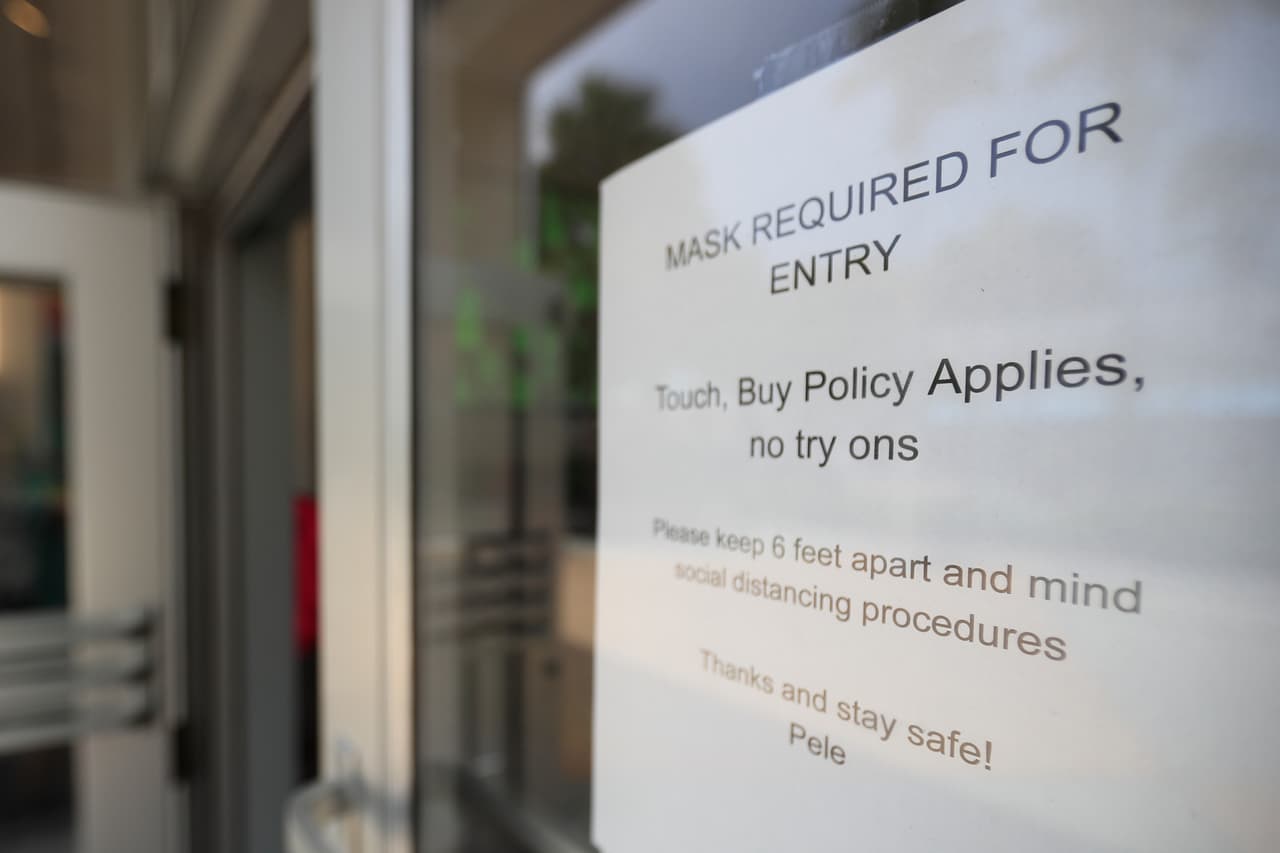 MASK REQUIRED FOR
ENTRY
Touch, Buy Policy Applies,
no try ons
Please keep 6 feet apart and mind
social distancing procedures
Thanks and stay safe!
Pele